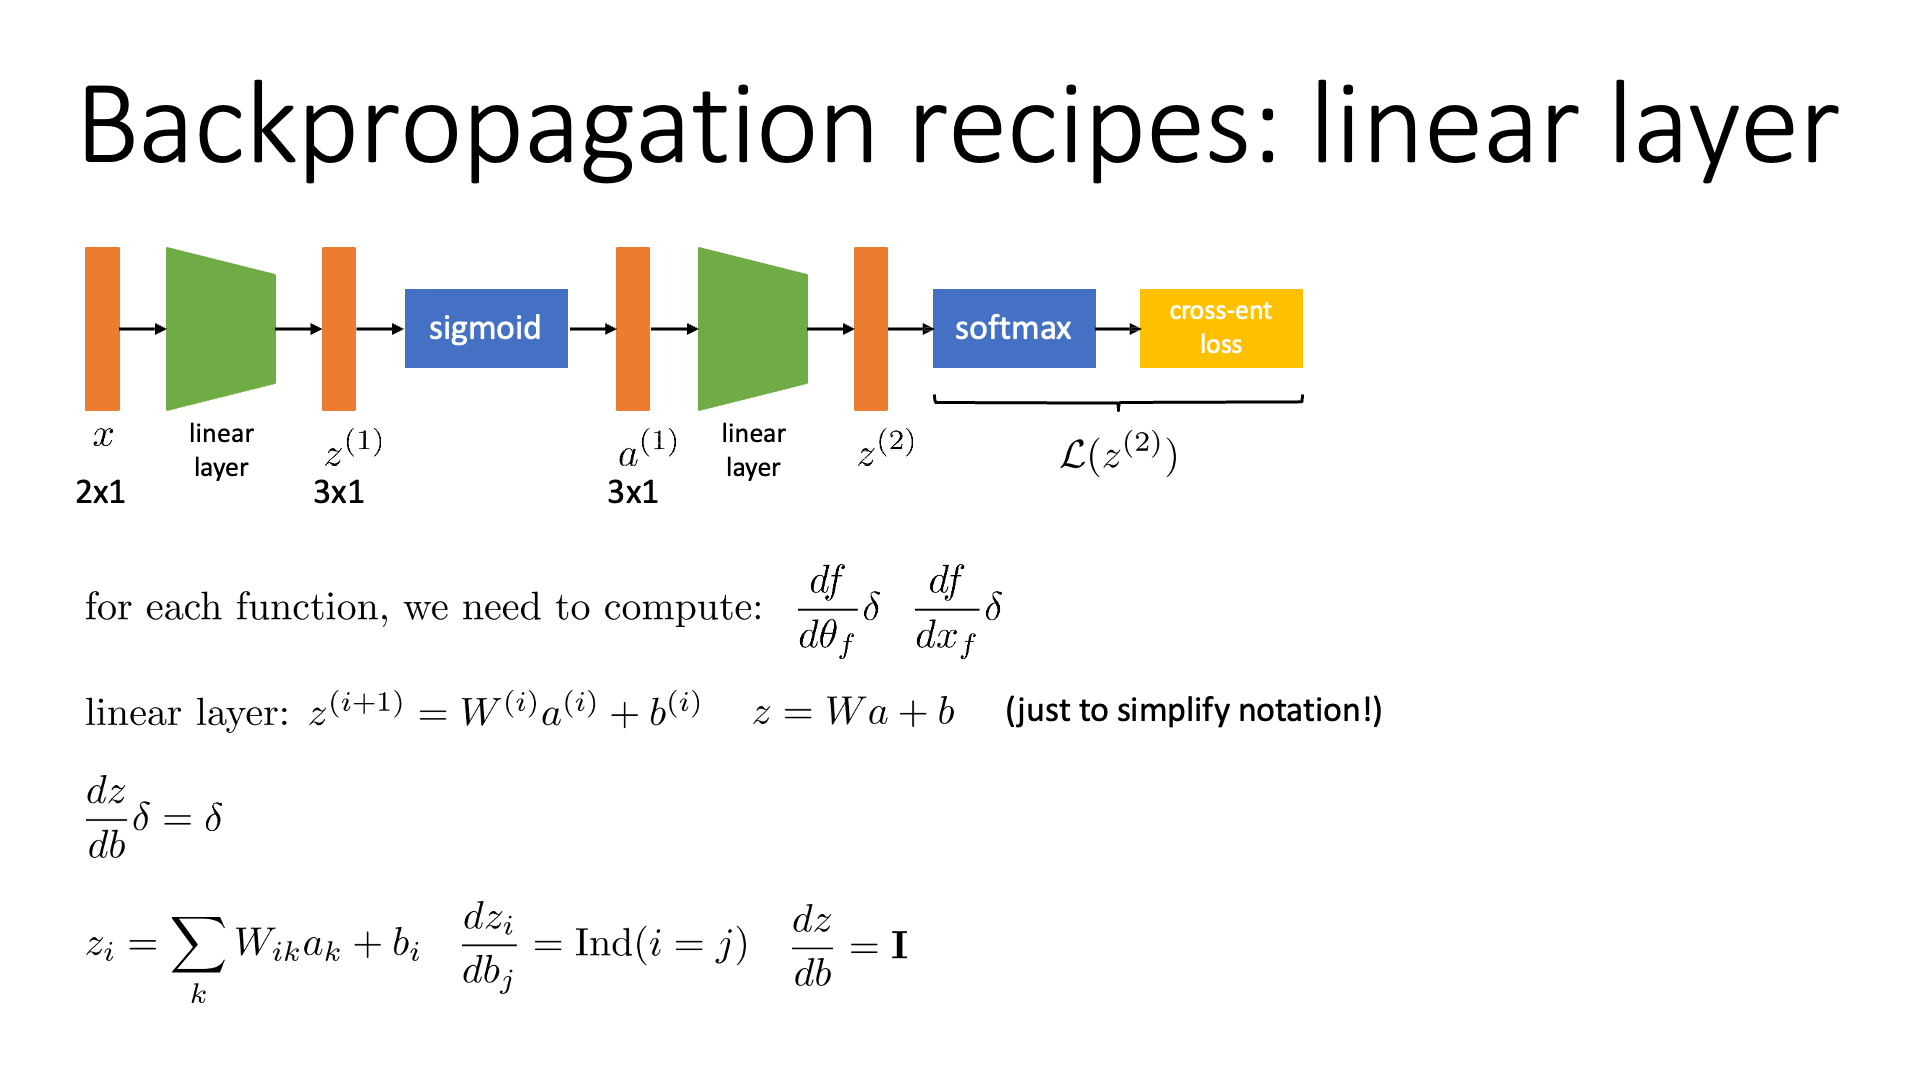 Backpropagation recipes: linear layer
sigmoid
softmax
cross-ent
loss
x
linear
layer
z^{(1)}
a^{(1)}
linear
layer
z^{(2)}
\mathcal{L}(z^{(2)})
2x1
3x1
3x1
for each function, we need to compute: \frac{df}{d\theta_f}\delta \frac{df}{dx_f}\delta
linear layer: z^{(i+1)} = W^{(i)}a^{(i)} + b^{(i)} z = Wa + b (just to simplify notation!)
\frac{dz}{db}\delta = \delta
z_i = \sum_k W_{ik}a_k + b_i \frac{dz_i}{db_j} = Ind(i = j) \frac{dz}{db} = \mathbf{I}